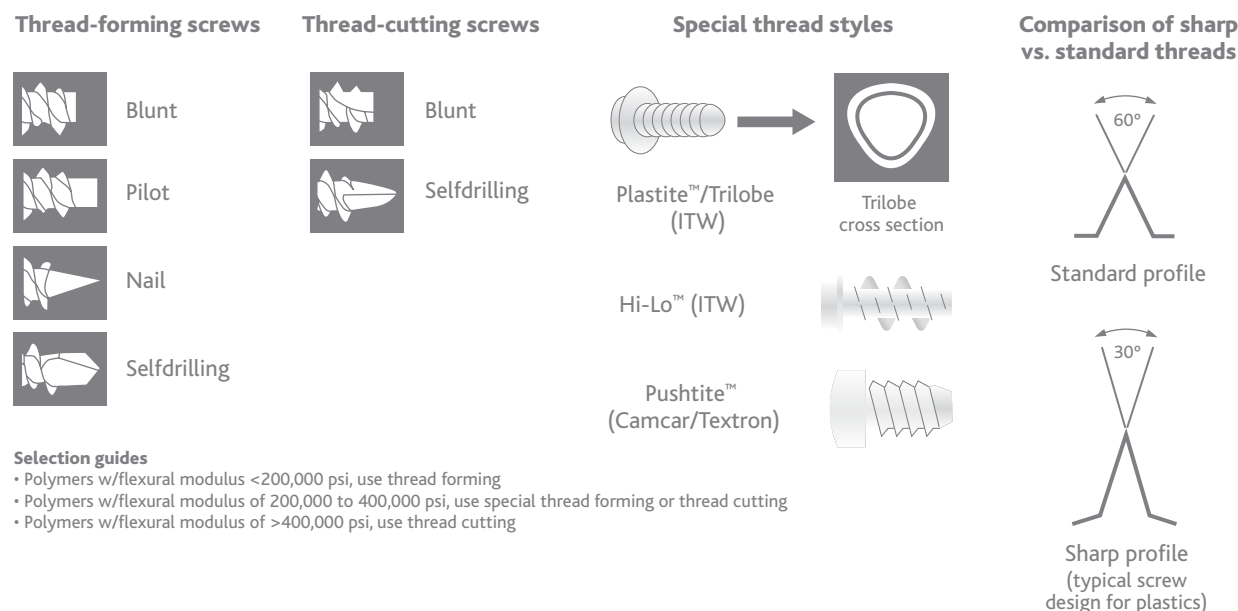 Thread-forming screws
Blunt
Pilot
Nail
Selfdrilling
Thread-cutting screws
Blunt
Selfdrilling
Special thread styles
Plastite™/Trilobe
(ITW)
Trilobe
cross section
Hi-Lo™ (ITW)
Pushtite™
(Camcar/Textron)
Comparison of sharp
vs. standard threads
60º
Standard profile
30º
Sharp profile
(typical screw
design for plastics)
Selection guides
• Polymers w/flexural modulus <200,000 psi, use thread forming
• Polymers w/flexural modulus of 200,000 to 400,000 psi, use special thread forming or thread cutting
• Polymers w/flexural modulus of >400,000 psi, use thread cutting